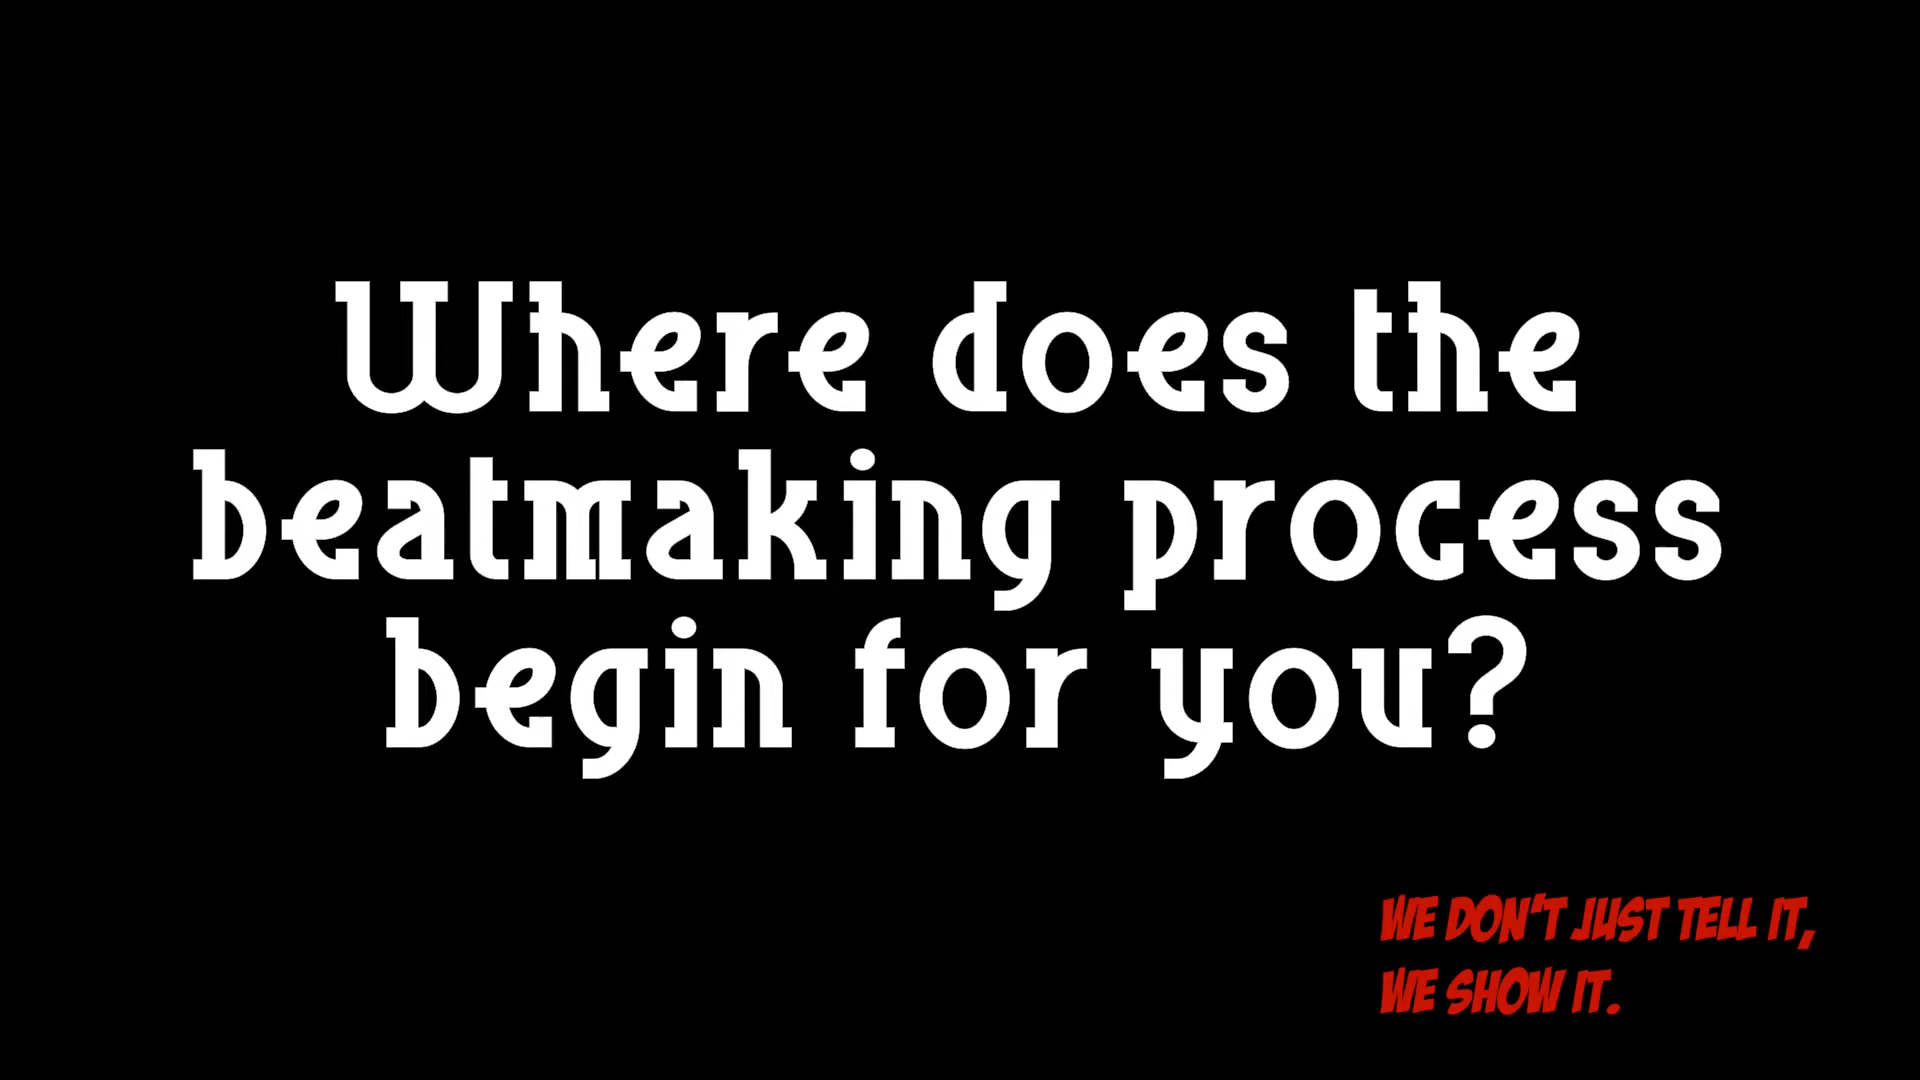 Where does the
beatmaking process
begin for you?
WE DON'T JUST TELL IT,
WE SHOW IT.